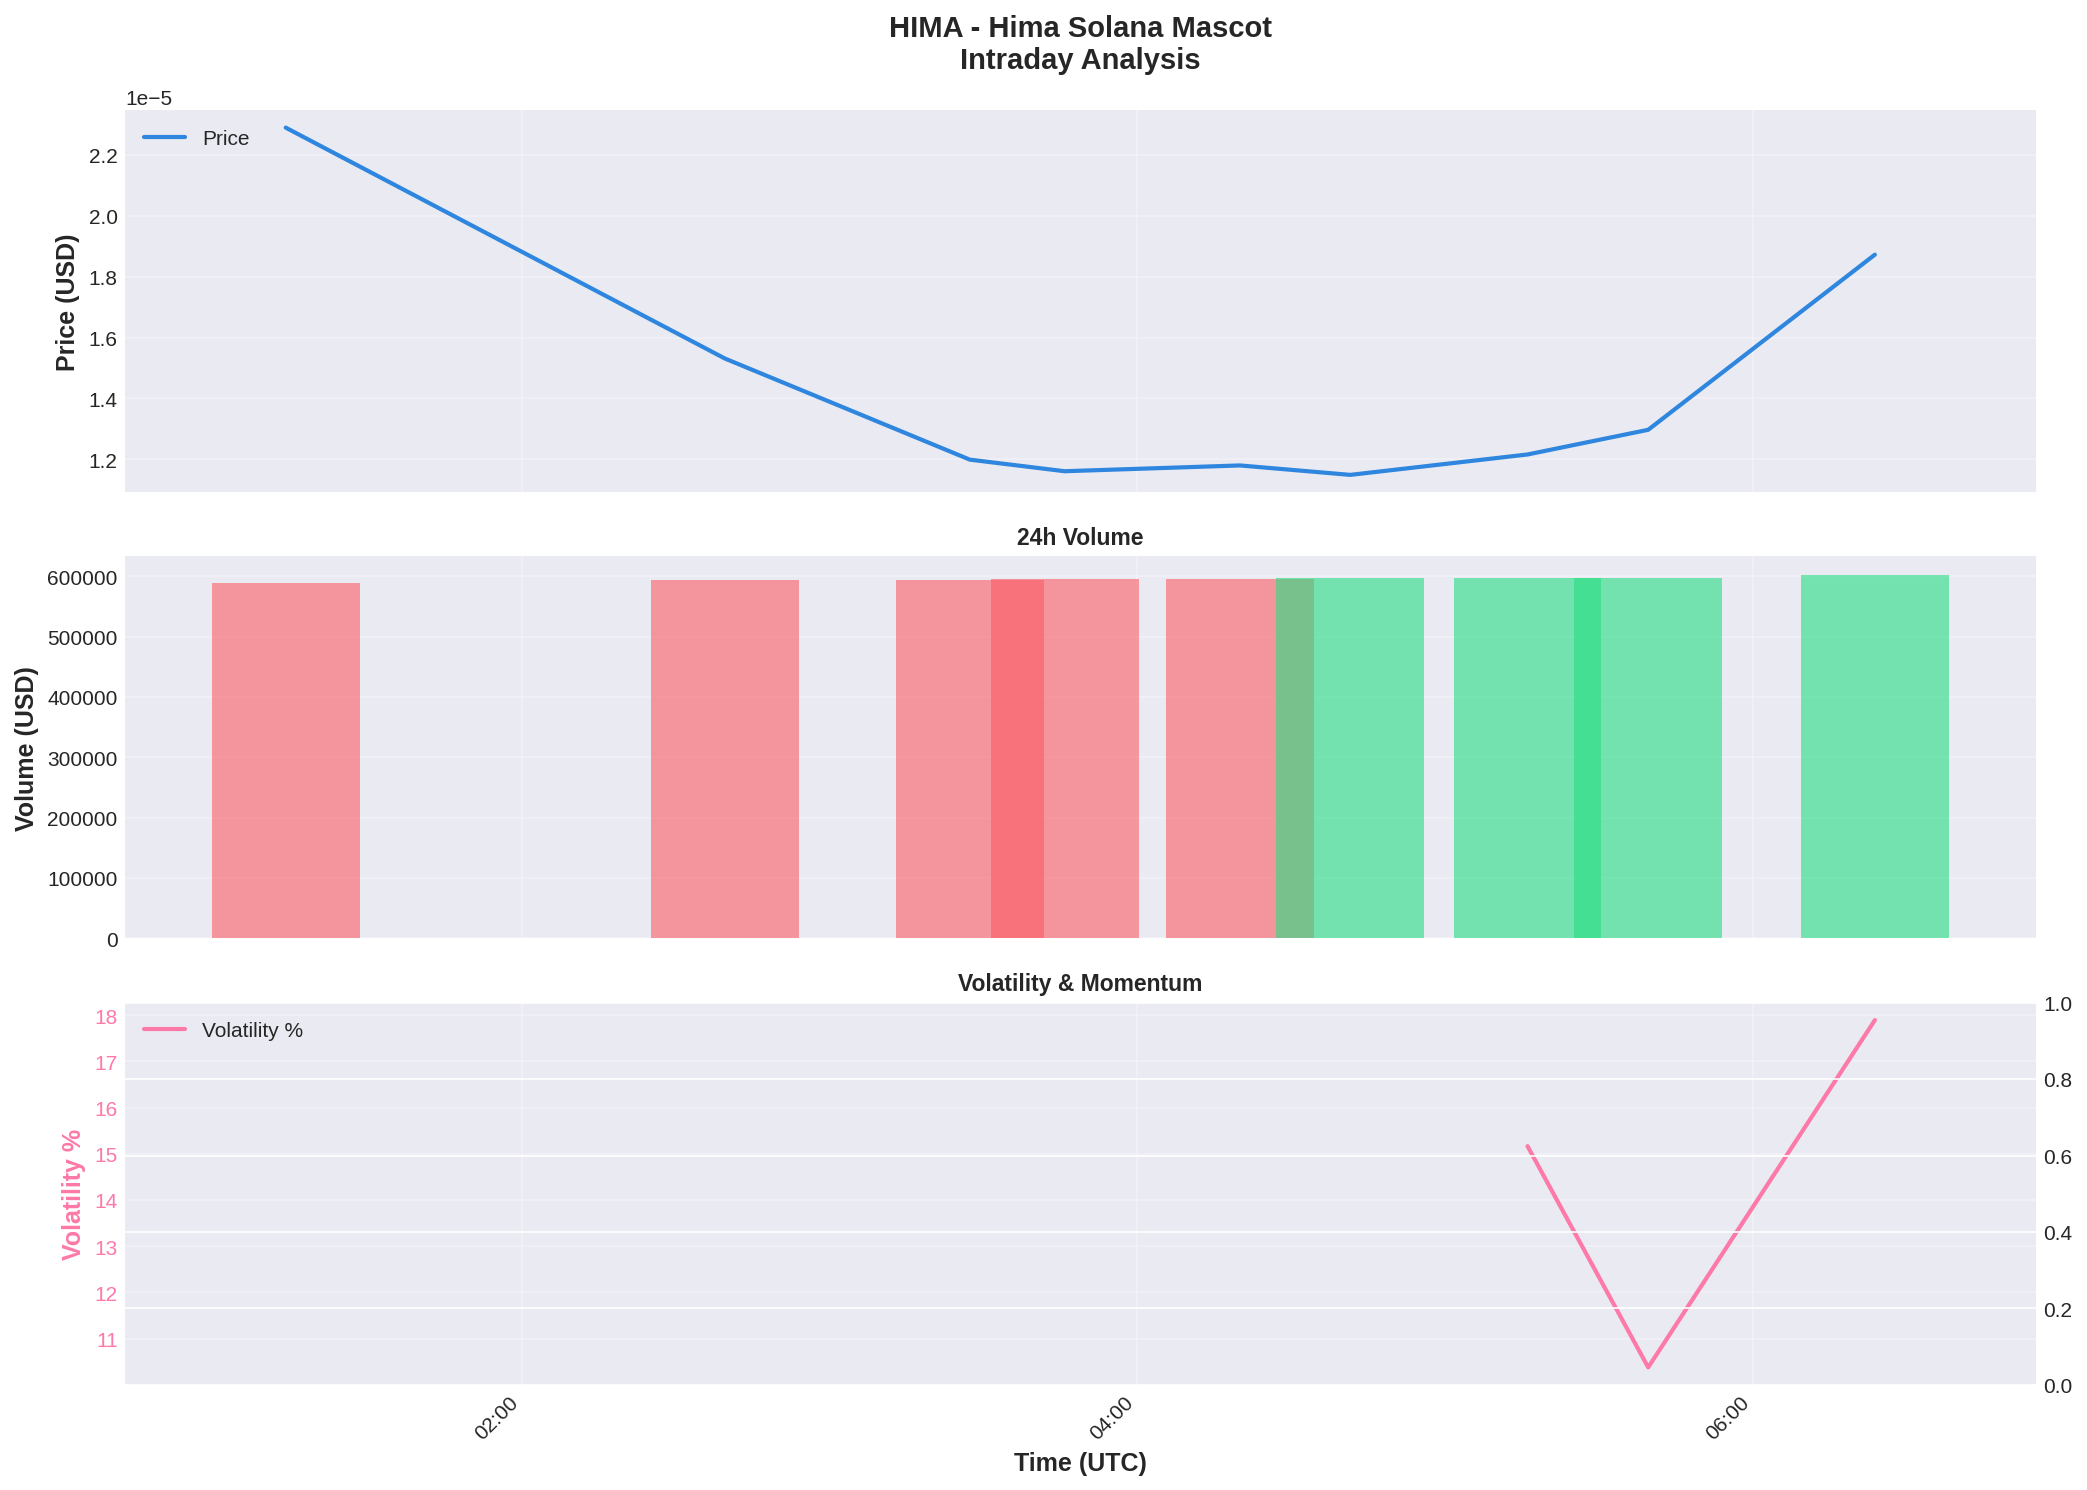 HIMA - Hima Solana Mascot
Intraday Analysis
1e−5
Price
2.2
2.0
1.8
1.6
1.4
1.2
Price (USD)
24h Volume
600000
500000
400000
300000
200000
100000
0
Volume (USD)
Volatility & Momentum
Volatility %
18
17
16
15
14
13
12
11
Volatility %
1.0
0.8
0.6
0.4
0.2
0.0
02:00
04:00
06:00
Time (UTC)